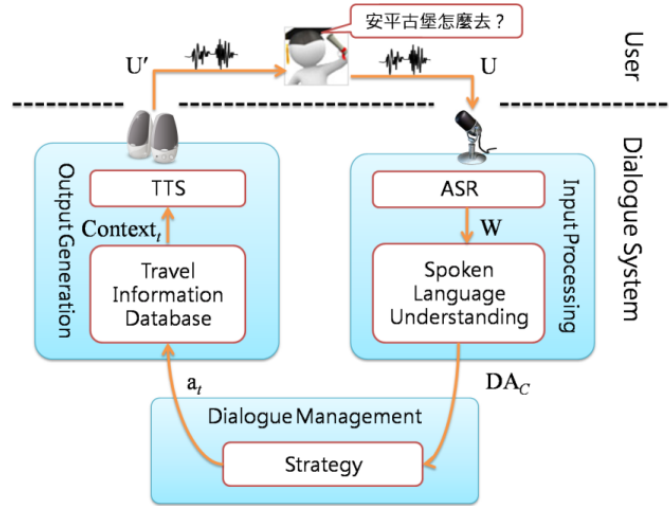 安平古堡怎麼去？
User
U′
U
Dialogue System
Output Generation
TTS
Context_t
Travel
Information
Database
Input Processing
ASR
W
Spoken
Language
Understanding
a_t
DA_C
Dialogue Management
Strategy